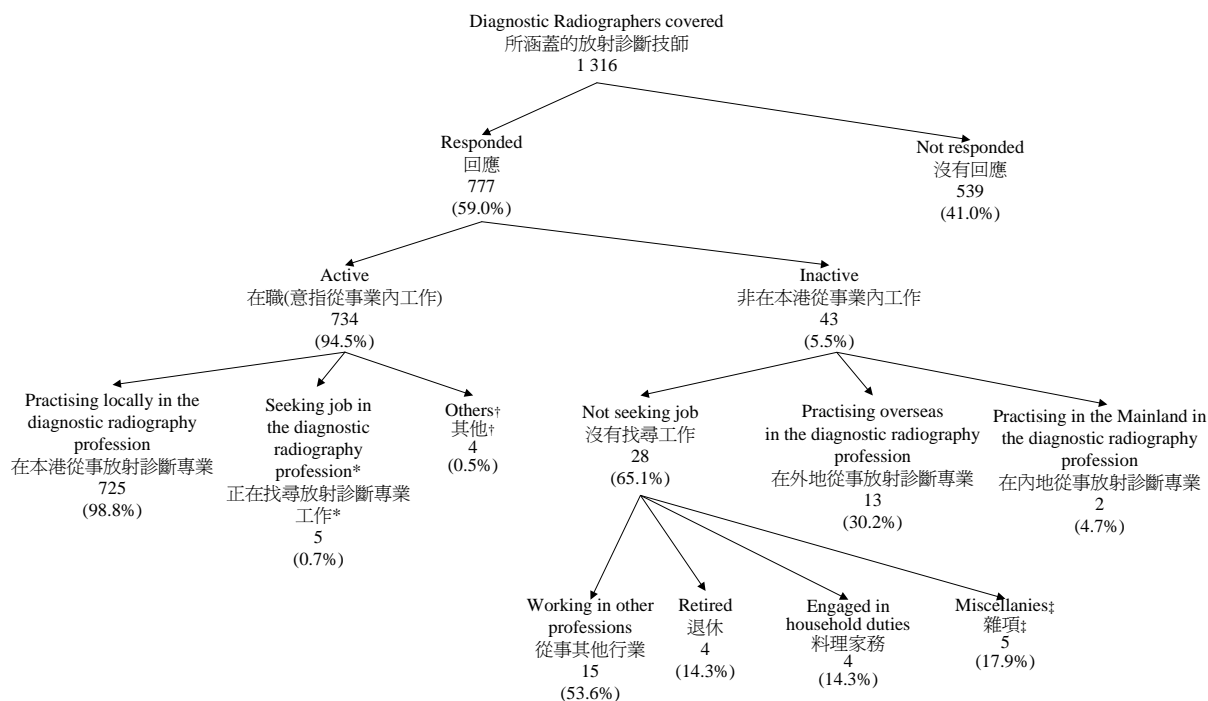 Diagnostic Radiographers covered
所涵蓋的放射診斷技師
1 316
Responded
回應
777
(59.0%)
Not responded
沒有回應
539
(41.0%)
Active
在職(意指從事業內工作)
734
(94.5%)
Inactive
非在本港從事業內工作
43
(5.5%)
Practising locally in the
diagnostic radiography
profession
在本港從事放射診斷專業
725
(98.8%)
Seeking job in
the diagnostic
radiography
profession*
正在找尋放射診斷專業
工作*
5
(0.7%)
Others†
其他†
4
(0.5%)
Not seeking job
沒有找尋工作
28
(65.1%)
Practising overseas
in the diagnostic radiography
profession
在外地從事放射診斷專業
13
(30.2%)
Practising in the Mainland in
the diagnostic radiography
profession
在內地從事放射診斷專業
2
(4.7%)
Working in other
professions
從事其他行業
15
(53.6%)
Retired
退休
4
(14.3%)
Engaged in
household duties
料理家務
4
(14.3%)
Miscellanies‡
雜項‡
5
(17.9%)